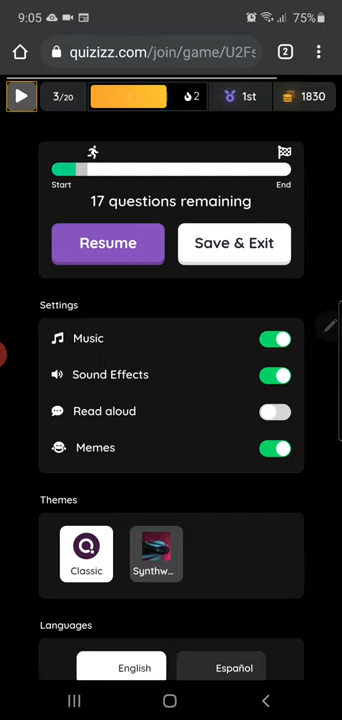 9:05 75%
quizizz.com/join/game/U2Fs 2
3/20 2 1st 1830
Start End
17 questions remaining
Resume Save & Exit
Settings
Music
Sound Effects
Read aloud
Memes
Themes
Classic Synthw...
Languages
English Español